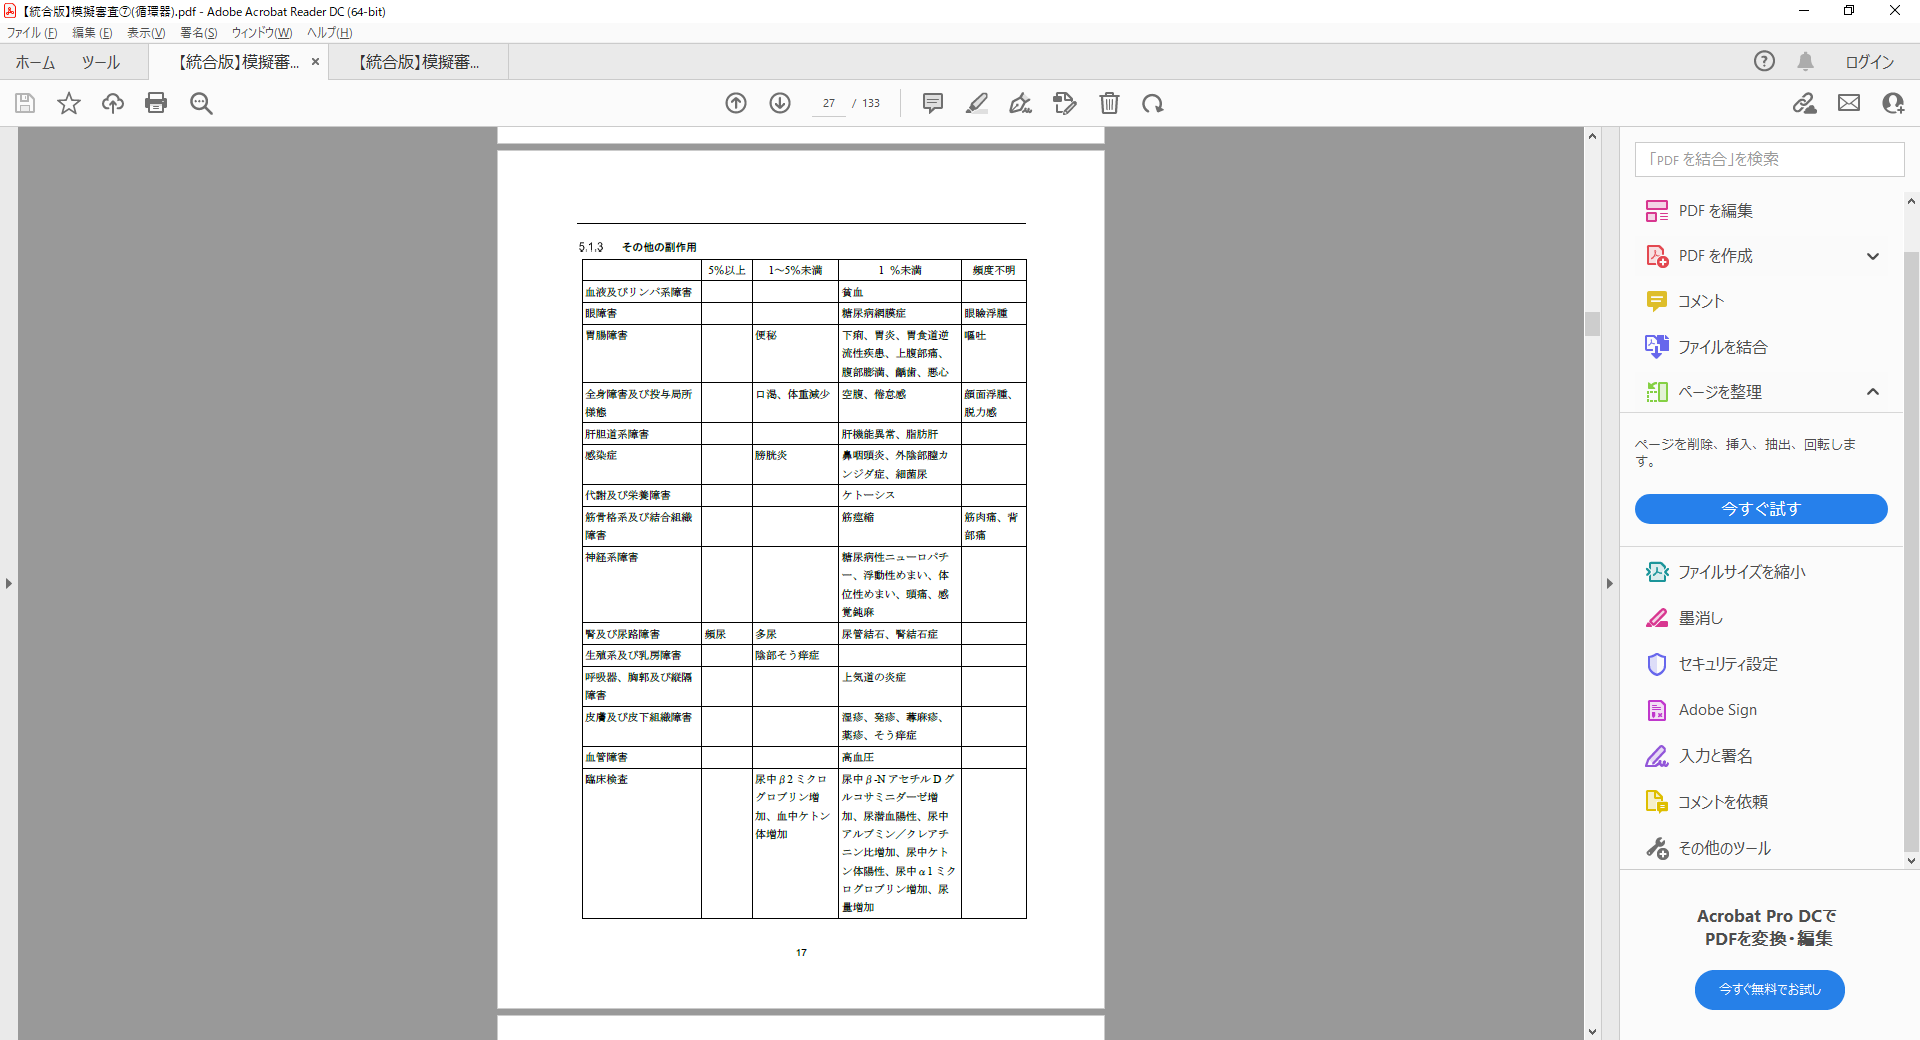 【統合版】模擬審査⑦(循環器).pdf - Adobe Acrobat Reader DC (64-bit)
ファイル(F) 編集(E) 表示(V) 署名(S) ウィンドウ(W) ヘルプ(H)
ホーム ツール 【統合版】模擬審... × 【統合版】模擬審... ログイン
27 / 133
「PDF を結合」を検索
PDF を編集
PDF を作成
コメント
ファイルを結合
ページを整理
ページを削除、挿入、抽出、回転しま
す。
今すぐ試す
ファイルサイズを縮小
墨消し
セキュリティ設定
Adobe Sign
入力と署名
コメントを依頼
その他のツール
Acrobat Pro DCで
PDFを変換・編集
今すぐ無料でお試し
5.1.3 その他の副作用
5%以上 1～5%未満 1 %未満 頻度不明
血液及びリンパ系障害 貧血
眼障害 糖尿病網膜症 眼瞼浮腫
胃腸障害 便秘 下痢、胃炎、胃食道逆 嘔吐
流性疾患、上腹部痛、
腹部膨満、齲歯、悪心
全身障害及び投与局所 口渇、体重減少 空腹、倦怠感 顔面浮腫、
様態 脱力感
肝胆道系障害 肝機能異常、脂肪肝
感染症 膀胱炎 鼻咽頭炎、外陰部腟カ
ンジダ症、細菌尿
代謝及び栄養障害 ケトーシス
筋骨格系及び結合組織 筋痙縮 筋肉痛、背
障害 部痛
神経系障害 糖尿病性ニューロパチ
ー、浮動性めまい、体
位性めまい、頭痛、感
覚鈍麻
腎及び尿路障害 頻尿 多尿 尿管結石、腎結石症
生殖系及び乳房障害 陰部そう痒症
呼吸器、胸郭及び縦隔 上気道の炎症
障害
皮膚及び皮下組織障害 湿疹、発疹、蕁麻疹、
薬疹、そう痒症
血管障害 高血圧
臨床検査 尿中β2ミクロ 尿中β-NアセチルDグ
グロブリン増 ルコサミニダーゼ増
加、血中ケトン 加、尿潜血陽性、尿中
体増加 アルブミン／クレアチ
ニン比増加、尿中ケト
ン体陽性、尿中α1ミク
ログロブリン増加、尿
量増加
17